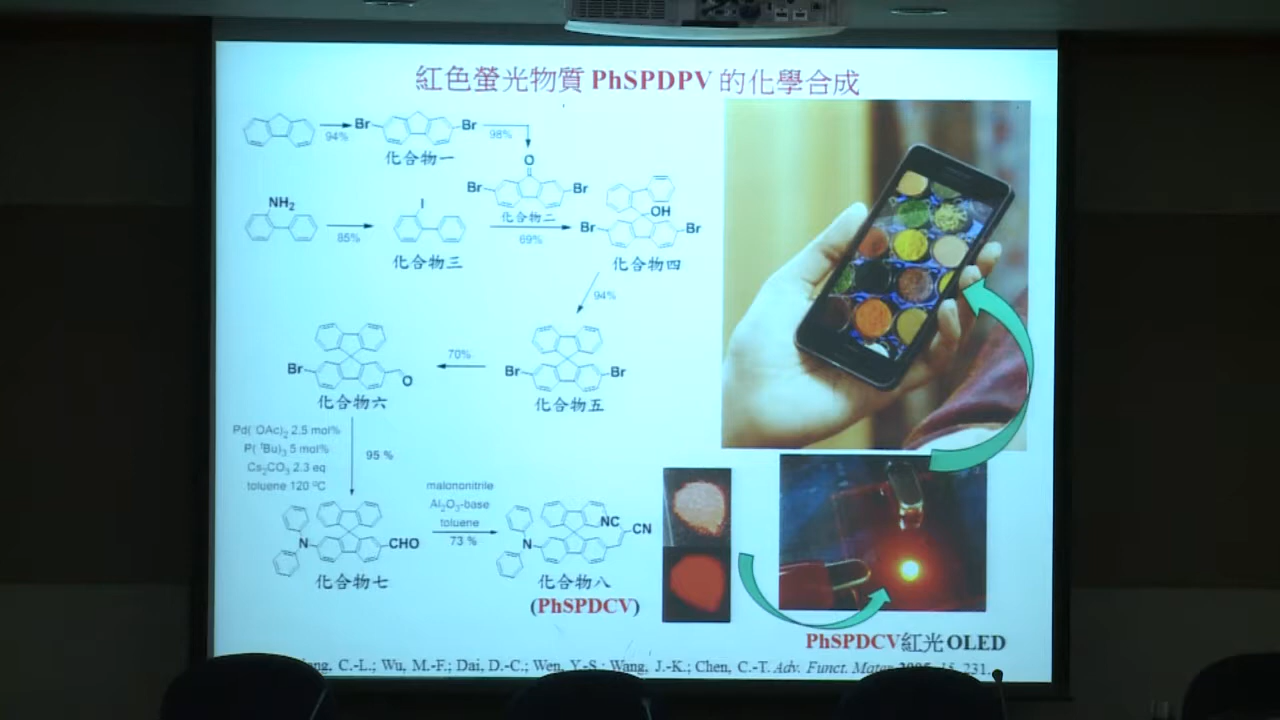 紅色螢光物質 PhSPDPV 的化學合成
Br
Br
94%
98%
化合物一
O
Br
Br
化合物二
NH2
I
85%
69%
化合物三
OH
Br
Br
化合物四
94%
Br
O
化合物六
70%
Br
Br
化合物五
Pd(OAc)2 2.5 mol%
P(tBu)3 5 mol%
Cs2CO3 2.3 eq
toluene 120 oC
95 %
malononitrile
Al2O3-base
toluene
73 %
N
CHO
化合物七
N
NC
CN
化合物八
(PhSPDCV)
PhSPDCV紅光 OLED
C.-L.; Wu, M.-F.; Dai, D.-C.; Wen, Y.-S.; Wang, J.-K.; Chen, C.-T. Adv. Funct. Mater. 2005, 15, 231.